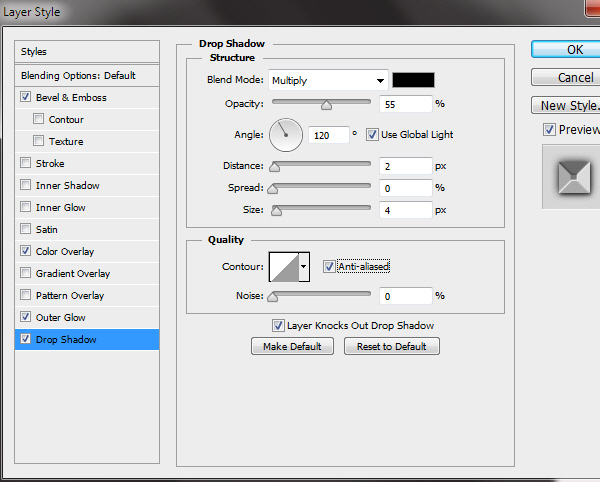 Layer Style
Styles
Blending Options: Default
Bevel & Emboss
Contour
Texture
Stroke
Inner Shadow
Inner Glow
Satin
Color Overlay
Gradient Overlay
Pattern Overlay
Outer Glow
Drop Shadow
Drop Shadow
Structure
Blend Mode: Multiply
Opacity: 55 %
Angle: 120 ° Use Global Light
Distance: 2 px
Spread: 0 %
Size: 4 px
Quality
Contour: Anti-aliased
Noise: 0 %
Layer Knocks Out Drop Shadow
Make Default Reset to Default
OK
Cancel
New Style.
Preview